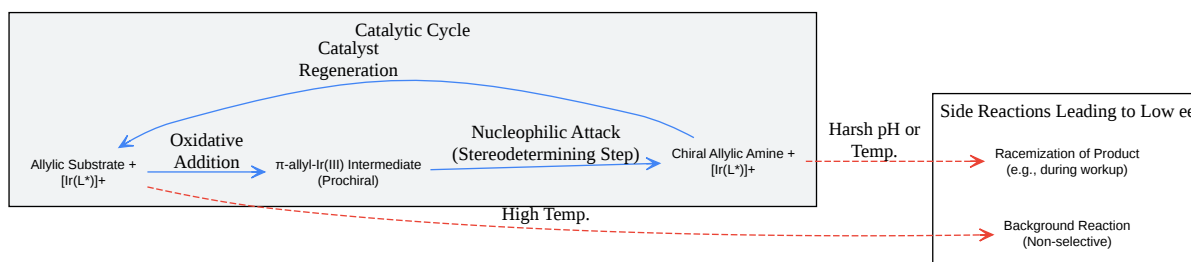 Catalytic Cycle
Catalyst
Regeneration
Oxidative
Addition
Nucleophilic Attack
(Stereodetermining Step)
Allylic Substrate +
[Ir(L*)]+
π-allyl-Ir(III) Intermediate
(Prochiral)
Chiral Allylic Amine +
[Ir(L*)]+
High Temp.
Harsh pH or
Temp.
Side Reactions Leading to Low ee
Racemization of Product
(e.g., during workup)
Background Reaction
(Non-selective)